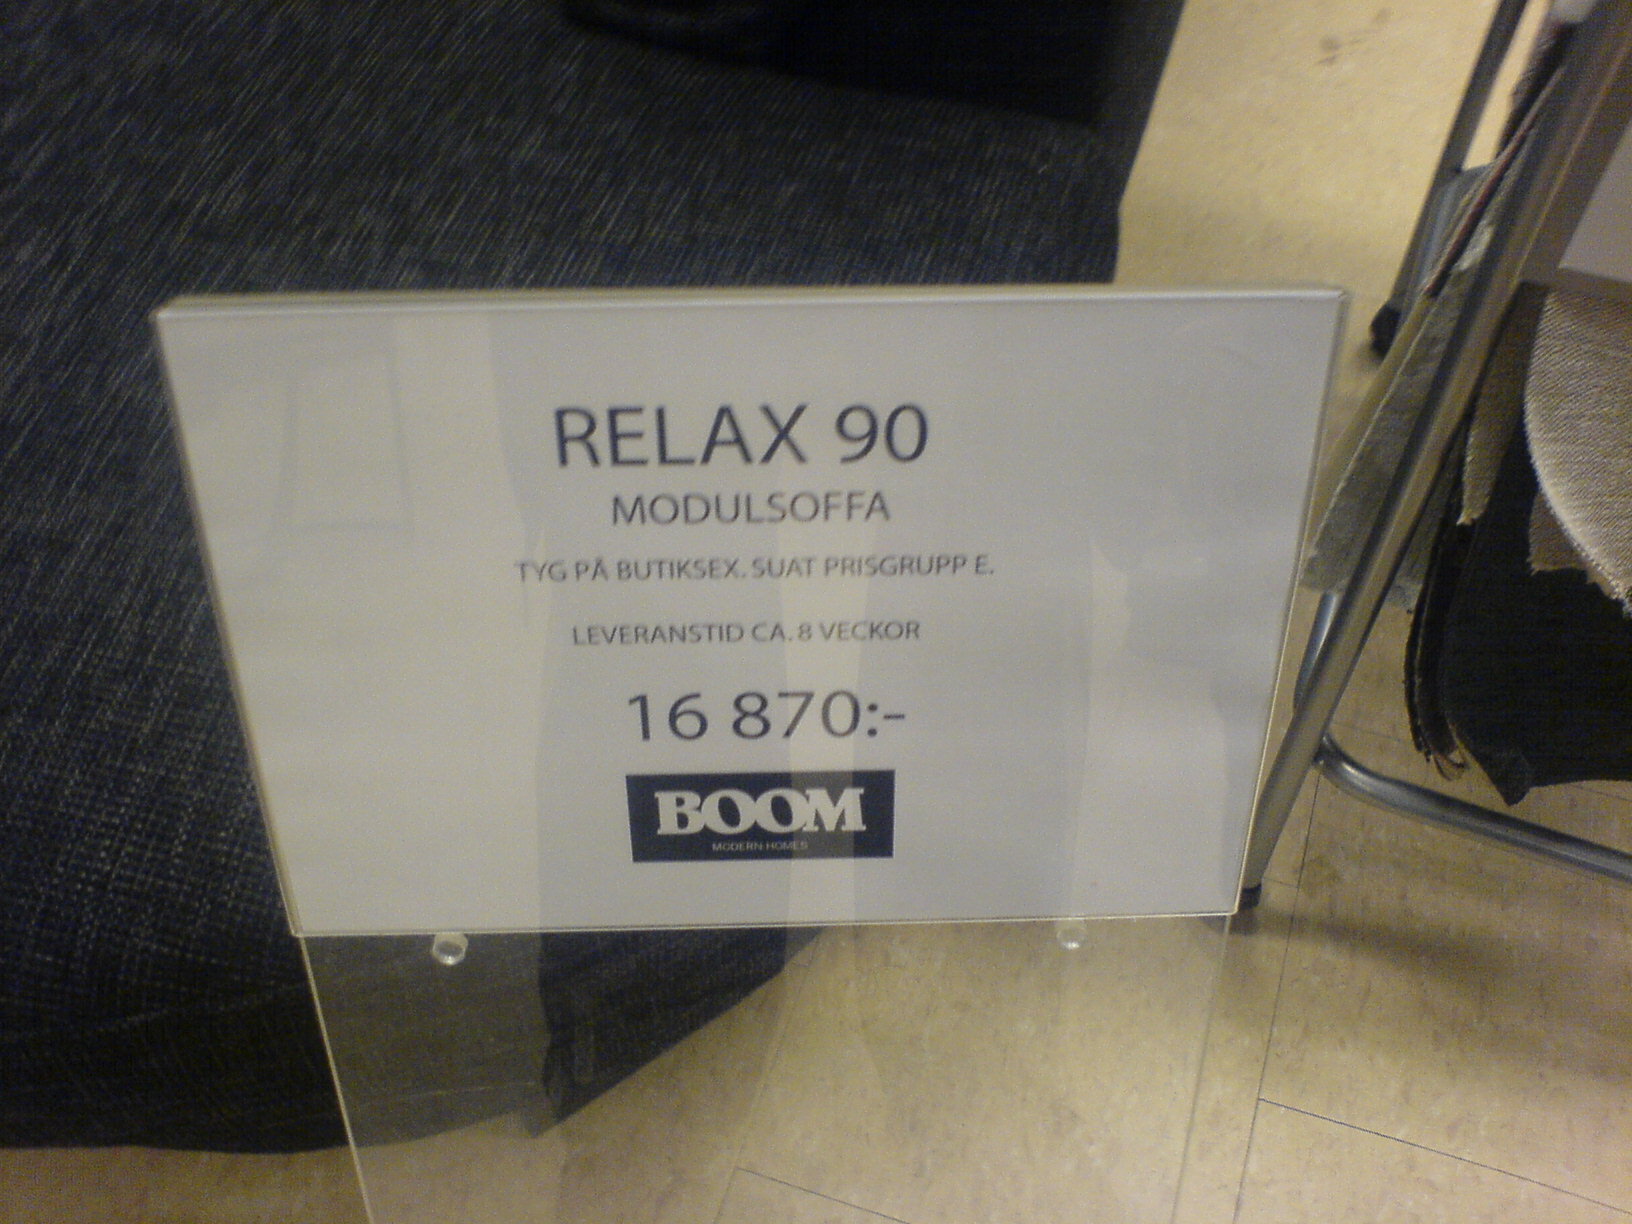 RELAX 90
MODULSOFFA
TYG PÅ BUTIKSEX. SUAT PRISGRUPP E.
LEVERANSTID CA. 8 VECKOR
16 870:-
BOOM
MODERN HOMES